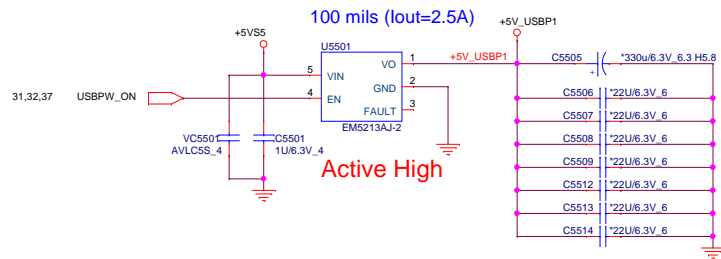 100 mils (Iout=2.5A)
+5VS5
+5V_USBP1
U5501
5 VIN VO 1 +5V_USBP1
C5505 *330u/6.3V_6.3 H5.8
+
GND 2
31,32,37 USBPW_ON 4 EN
FAULT 3
EM5213AJ-2
C5506 *22U/6.3V_6
C5507 *22U/6.3V_6
C5508 *22U/6.3V_6
C5509 *22U/6.3V_6
C5512 *22U/6.3V_6
C5513 *22U/6.3V_6
C5514 *22U/6.3V_6
VC5501 C5501
AVLC5S_4 1U/6.3V_4
Active High